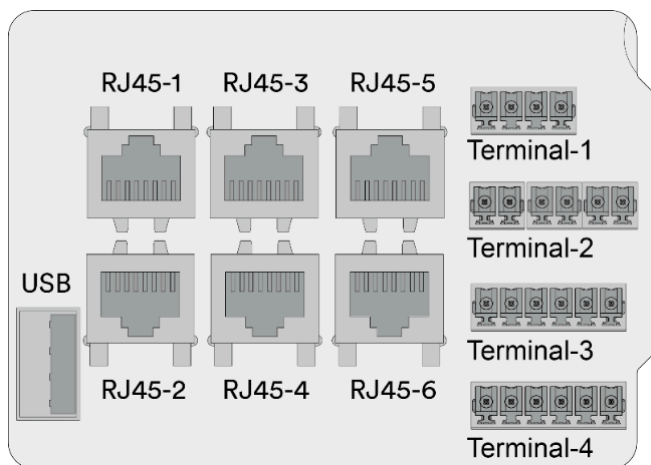 RJ45-1 RJ45-3 RJ45-5
Terminal-1
Terminal-2
USB
Terminal-3
RJ45-2 RJ45-4 RJ45-6
Terminal-4